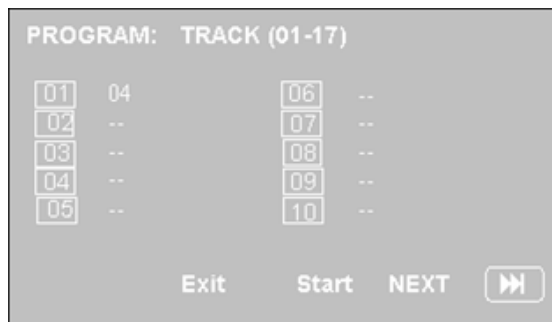 PROGRAM: TRACK (01-17)
01 04 06 --
02 -- 07 --
03 -- 08 --
04 -- 09 --
05 -- 10 --
Exit Start NEXT